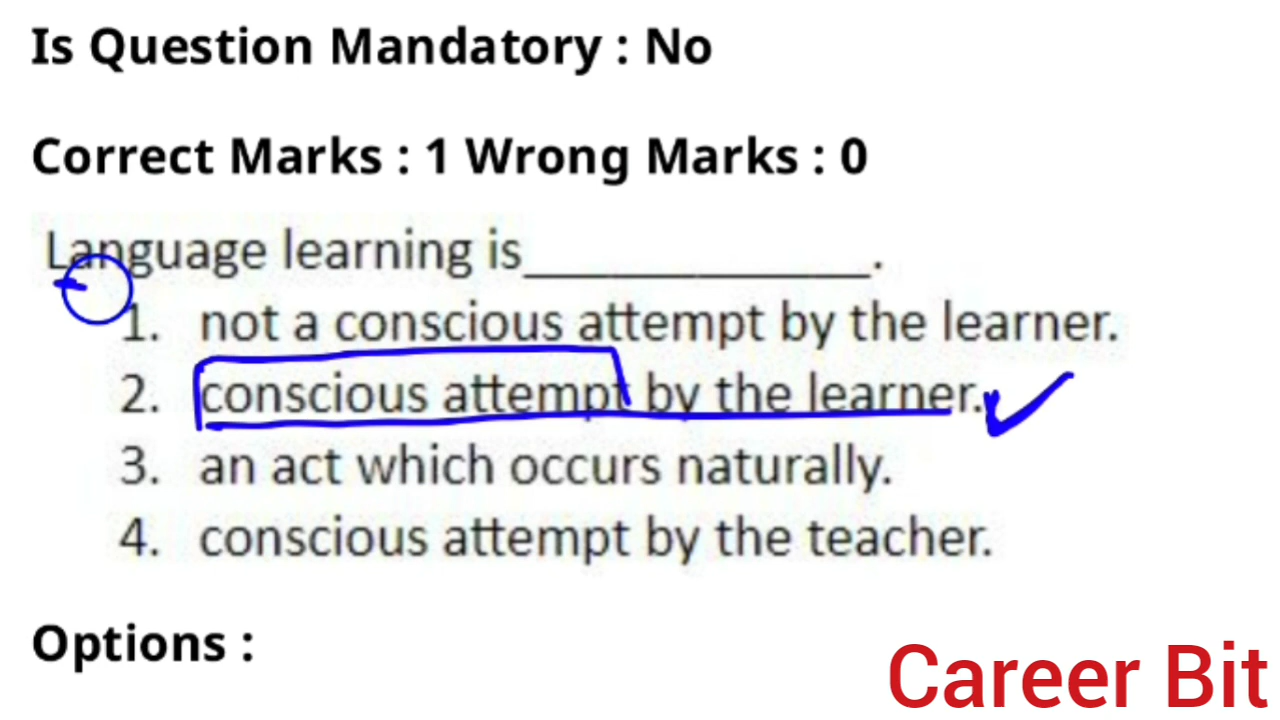 Is Question Mandatory : No
Correct Marks : 1 Wrong Marks : 0
Language learning is______________.
1. not a conscious attempt by the learner.
2. conscious attempt by the learner.
3. an act which occurs naturally.
4. conscious attempt by the teacher.
Options :
Career Bit